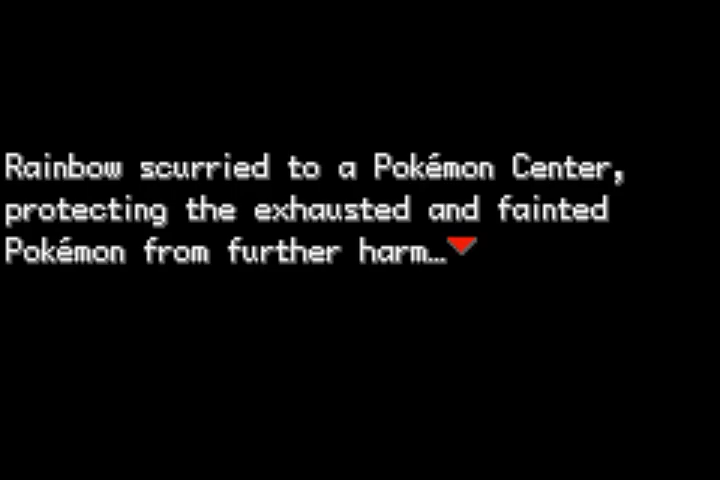 Rainbow scurried to a Pokémon Center,
protecting the exhausted and fainted
Pokémon from further harm…